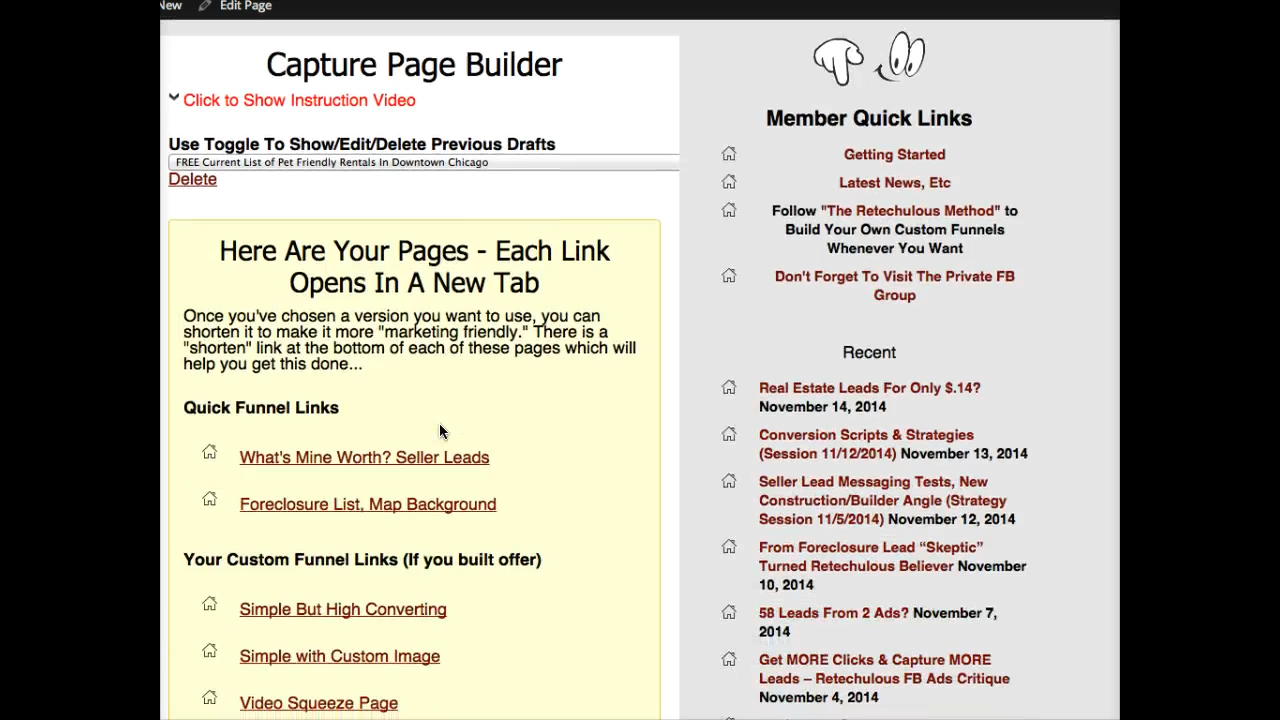 New Edit Page
Capture Page Builder
Click to Show Instruction Video
Use Toggle To Show/Edit/Delete Previous Drafts
FREE Current List of Pet Friendly Rentals In Downtown Chicago
Delete
Here Are Your Pages - Each Link
Opens In A New Tab
Once you've chosen a version you want to use, you can
shorten it to make it more "marketing friendly." There is a
"shorten" link at the bottom of each of these pages which will
help you get this done...
Quick Funnel Links
What's Mine Worth? Seller Leads
Foreclosure List, Map Background
Your Custom Funnel Links (If you built offer)
Simple But High Converting
Simple with Custom Image
Video Squeeze Page
Member Quick Links
Getting Started
Latest News, Etc
Follow "The Retechulous Method" to
Build Your Own Custom Funnels
Whenever You Want
Don't Forget To Visit The Private FB
Group
Recent
Real Estate Leads For Only $.14?
November 14, 2014
Conversion Scripts & Strategies
(Session 11/12/2014) November 13, 2014
Seller Lead Messaging Tests, New
Construction/Builder Angle (Strategy
Session 11/5/2014) November 12, 2014
From Foreclosure Lead “Skeptic”
Turned Retechulous Believer November
10, 2014
58 Leads From 2 Ads? November 7,
2014
Get MORE Clicks & Capture MORE
Leads – Retechulous FB Ads Critique
November 4, 2014